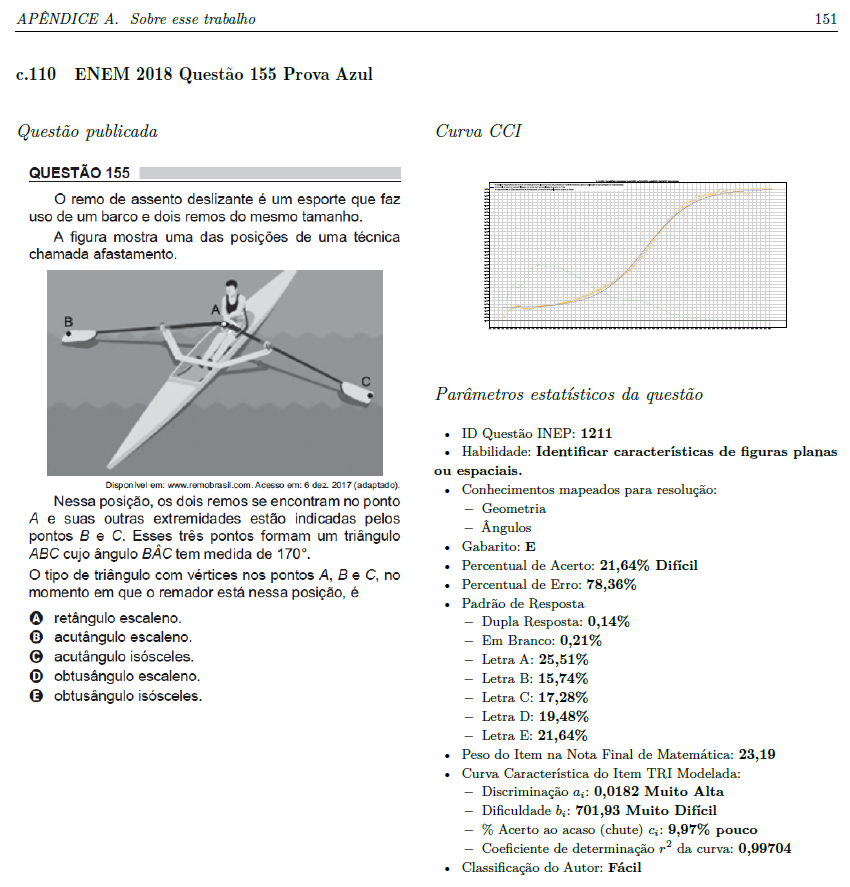 APÊNDICE A. Sobre esse trabalho 151
c.110 ENEM 2018 Questão 155 Prova Azul
Questão publicada
QUESTÃO 155
O remo de assento deslizante é um esporte que faz
uso de um barco e dois remos do mesmo tamanho.
A figura mostra uma das posições de uma técnica
chamada afastamento.
A
B
C
Disponível em: www.remobrasil.com. Acesso em: 6 dez. 2017 (adaptado).
Nessa posição, os dois remos se encontram no ponto
A e suas outras extremidades estão indicadas pelos
pontos B e C. Esses três pontos formam um triângulo
ABC cujo ângulo BÂC tem medida de 170°.
O tipo de triângulo com vértices nos pontos A, B e C, no
momento em que o remador está nessa posição, é
A retângulo escaleno.
B acutângulo escaleno.
C acutângulo isósceles.
D obtusângulo escaleno.
E obtusângulo isósceles.
Curva CCI
Parâmetros estatísticos da questão
• ID Questão INEP: 1211
• Habilidade: Identificar características de figuras planas
ou espaciais.
• Conhecimentos mapeados para resolução:
– Geometria
– Ângulos
• Gabarito: E
• Percentual de Acerto: 21,64% Difícil
• Percentual de Erro: 78,36%
• Padrão de Resposta
– Dupla Resposta: 0,14%
– Em Branco: 0,21%
– Letra A: 25,51%
– Letra B: 15,74%
– Letra C: 17,28%
– Letra D: 19,48%
– Letra E: 21,64%
• Peso do Item na Nota Final de Matemática: 23,19
• Curva Característica do Item TRI Modelada:
– Discriminação aᵢ: 0,0182 Muito Alta
– Dificuldade bᵢ: 701,93 Muito Difícil
– % Acerto ao acaso (chute) cᵢ: 9,97% pouco
– Coeficiente de determinação r² da curva: 0,99704
• Classificação do Autor: Fácil